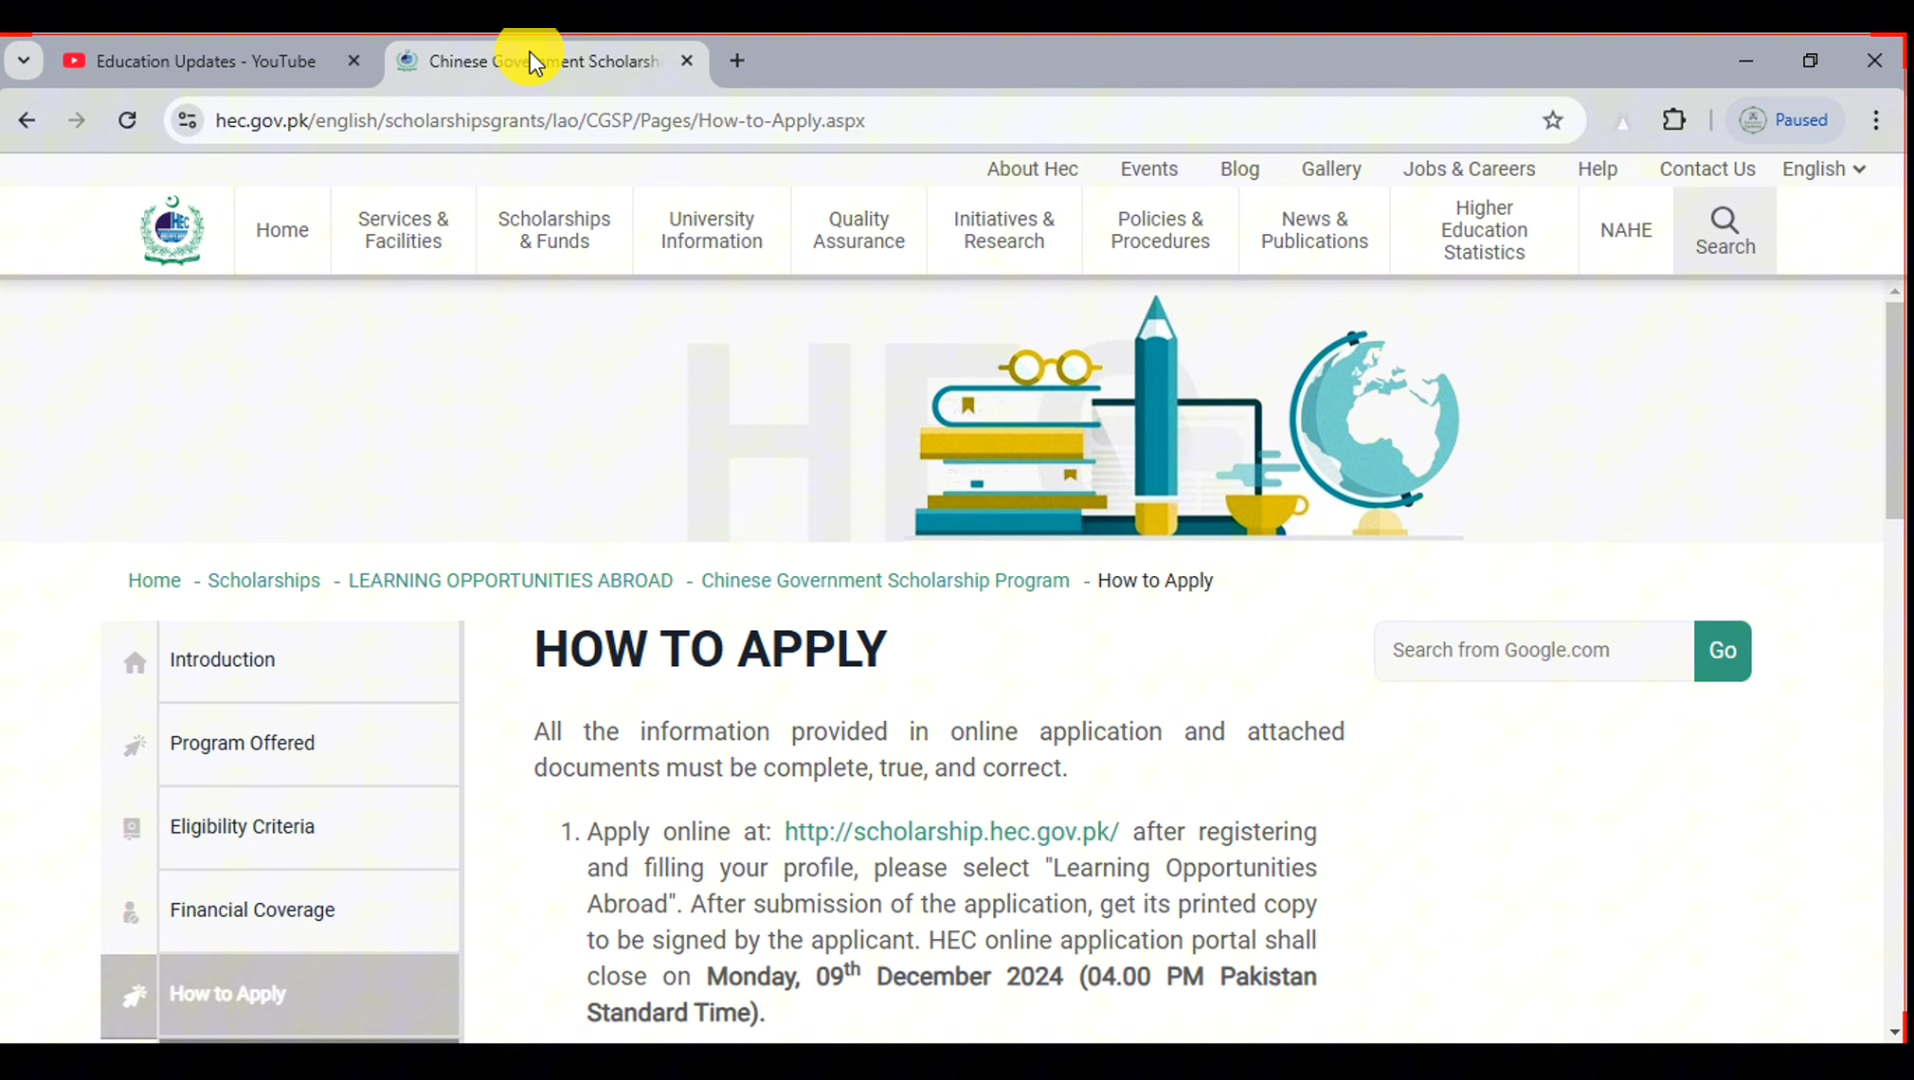 Education Updates - YouTube
Chinese Government Scholarsh
hec.gov.pk/english/scholarshipsgrants/lao/CGSP/Pages/How-to-Apply.aspx
Paused
About Hec Events Blog Gallery Jobs & Careers Help Contact Us English
HEC
Home
Services & Facilities
Scholarships & Funds
University Information
Quality Assurance
Initiatives & Research
Policies & Procedures
News & Publications
Higher Education Statistics
NAHE
Search
HEC
Home - Scholarships - LEARNING OPPORTUNITIES ABROAD - Chinese Government Scholarship Program - How to Apply
Introduction
Program Offered
Eligibility Criteria
Financial Coverage
How to Apply
HOW TO APPLY
All the information provided in online application and attached
documents must be complete, true, and correct.
1. Apply online at: http://scholarship.hec.gov.pk/ after registering
and filling your profile, please select "Learning Opportunities
Abroad". After submission of the application, get its printed copy
to be signed by the applicant. HEC online application portal shall
close on Monday, 09th December 2024 (04.00 PM Pakistan
Standard Time).
Search from Google.com
Go